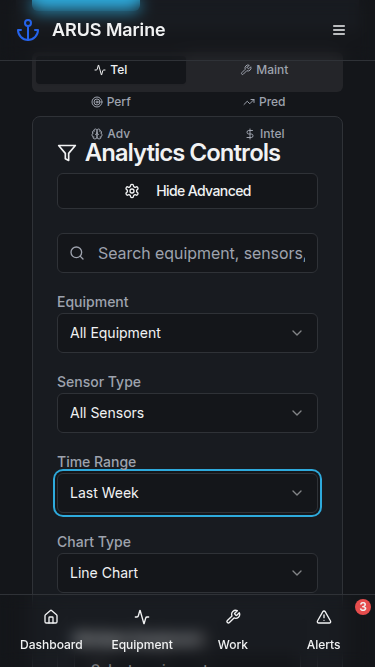 ARUS Marine
Tel
Maint
Perf
Pred
Adv
Intel
Analytics Controls
Hide Advanced
Search equipment, sensors,
Equipment
All Equipment
Sensor Type
All Sensors
Time Range
Last Week
Chart Type
Line Chart
3
Dashboard
Equipment
Work
Alerts